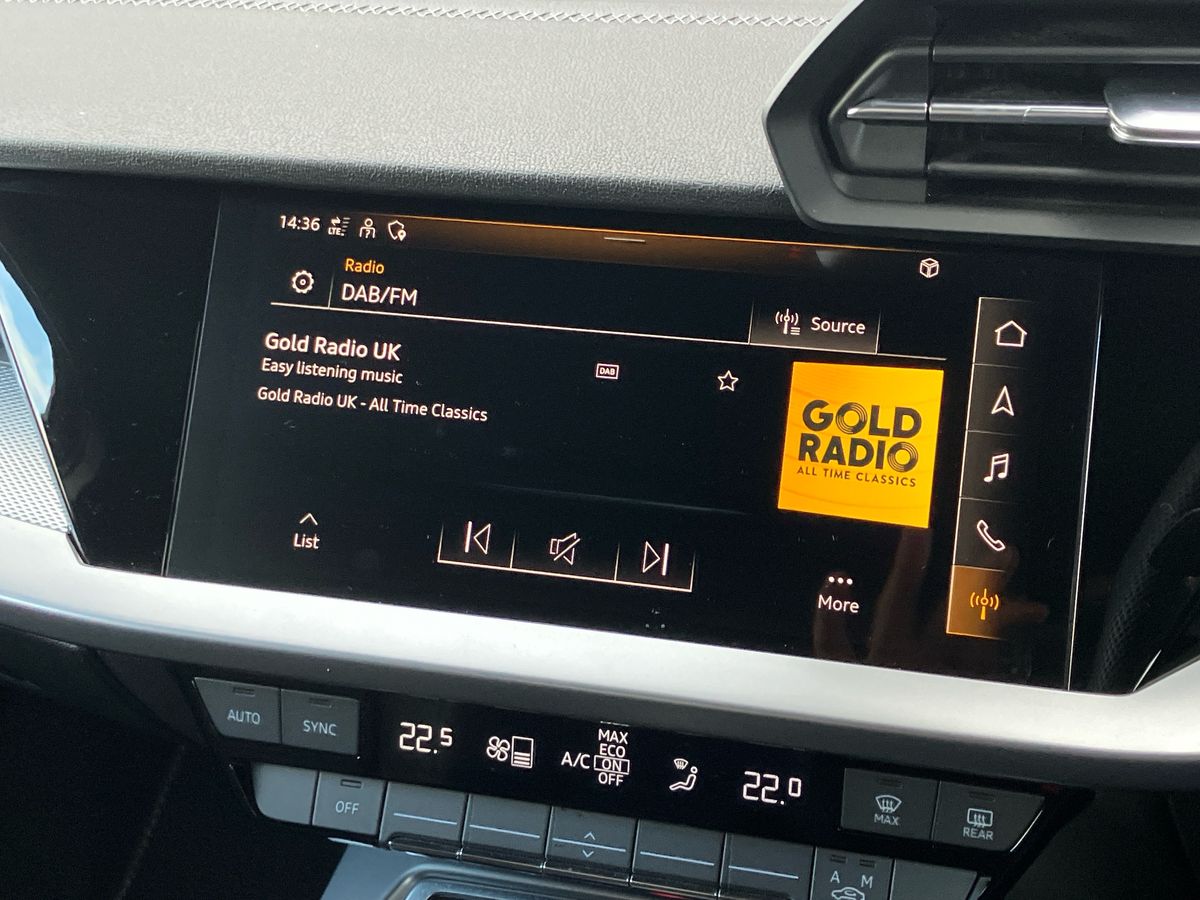 14:36 LTE
Radio
DAB/FM
Source
Gold Radio UK
Easy listening music
DAB
Gold Radio UK - All Time Classics
GOLD
RADIO
ALL TIME CLASSICS
List
More
AUTO
SYNC
22.5
A/C
MAX
ECO
ON
OFF
22.0
MAX
REAR
OFF
A M